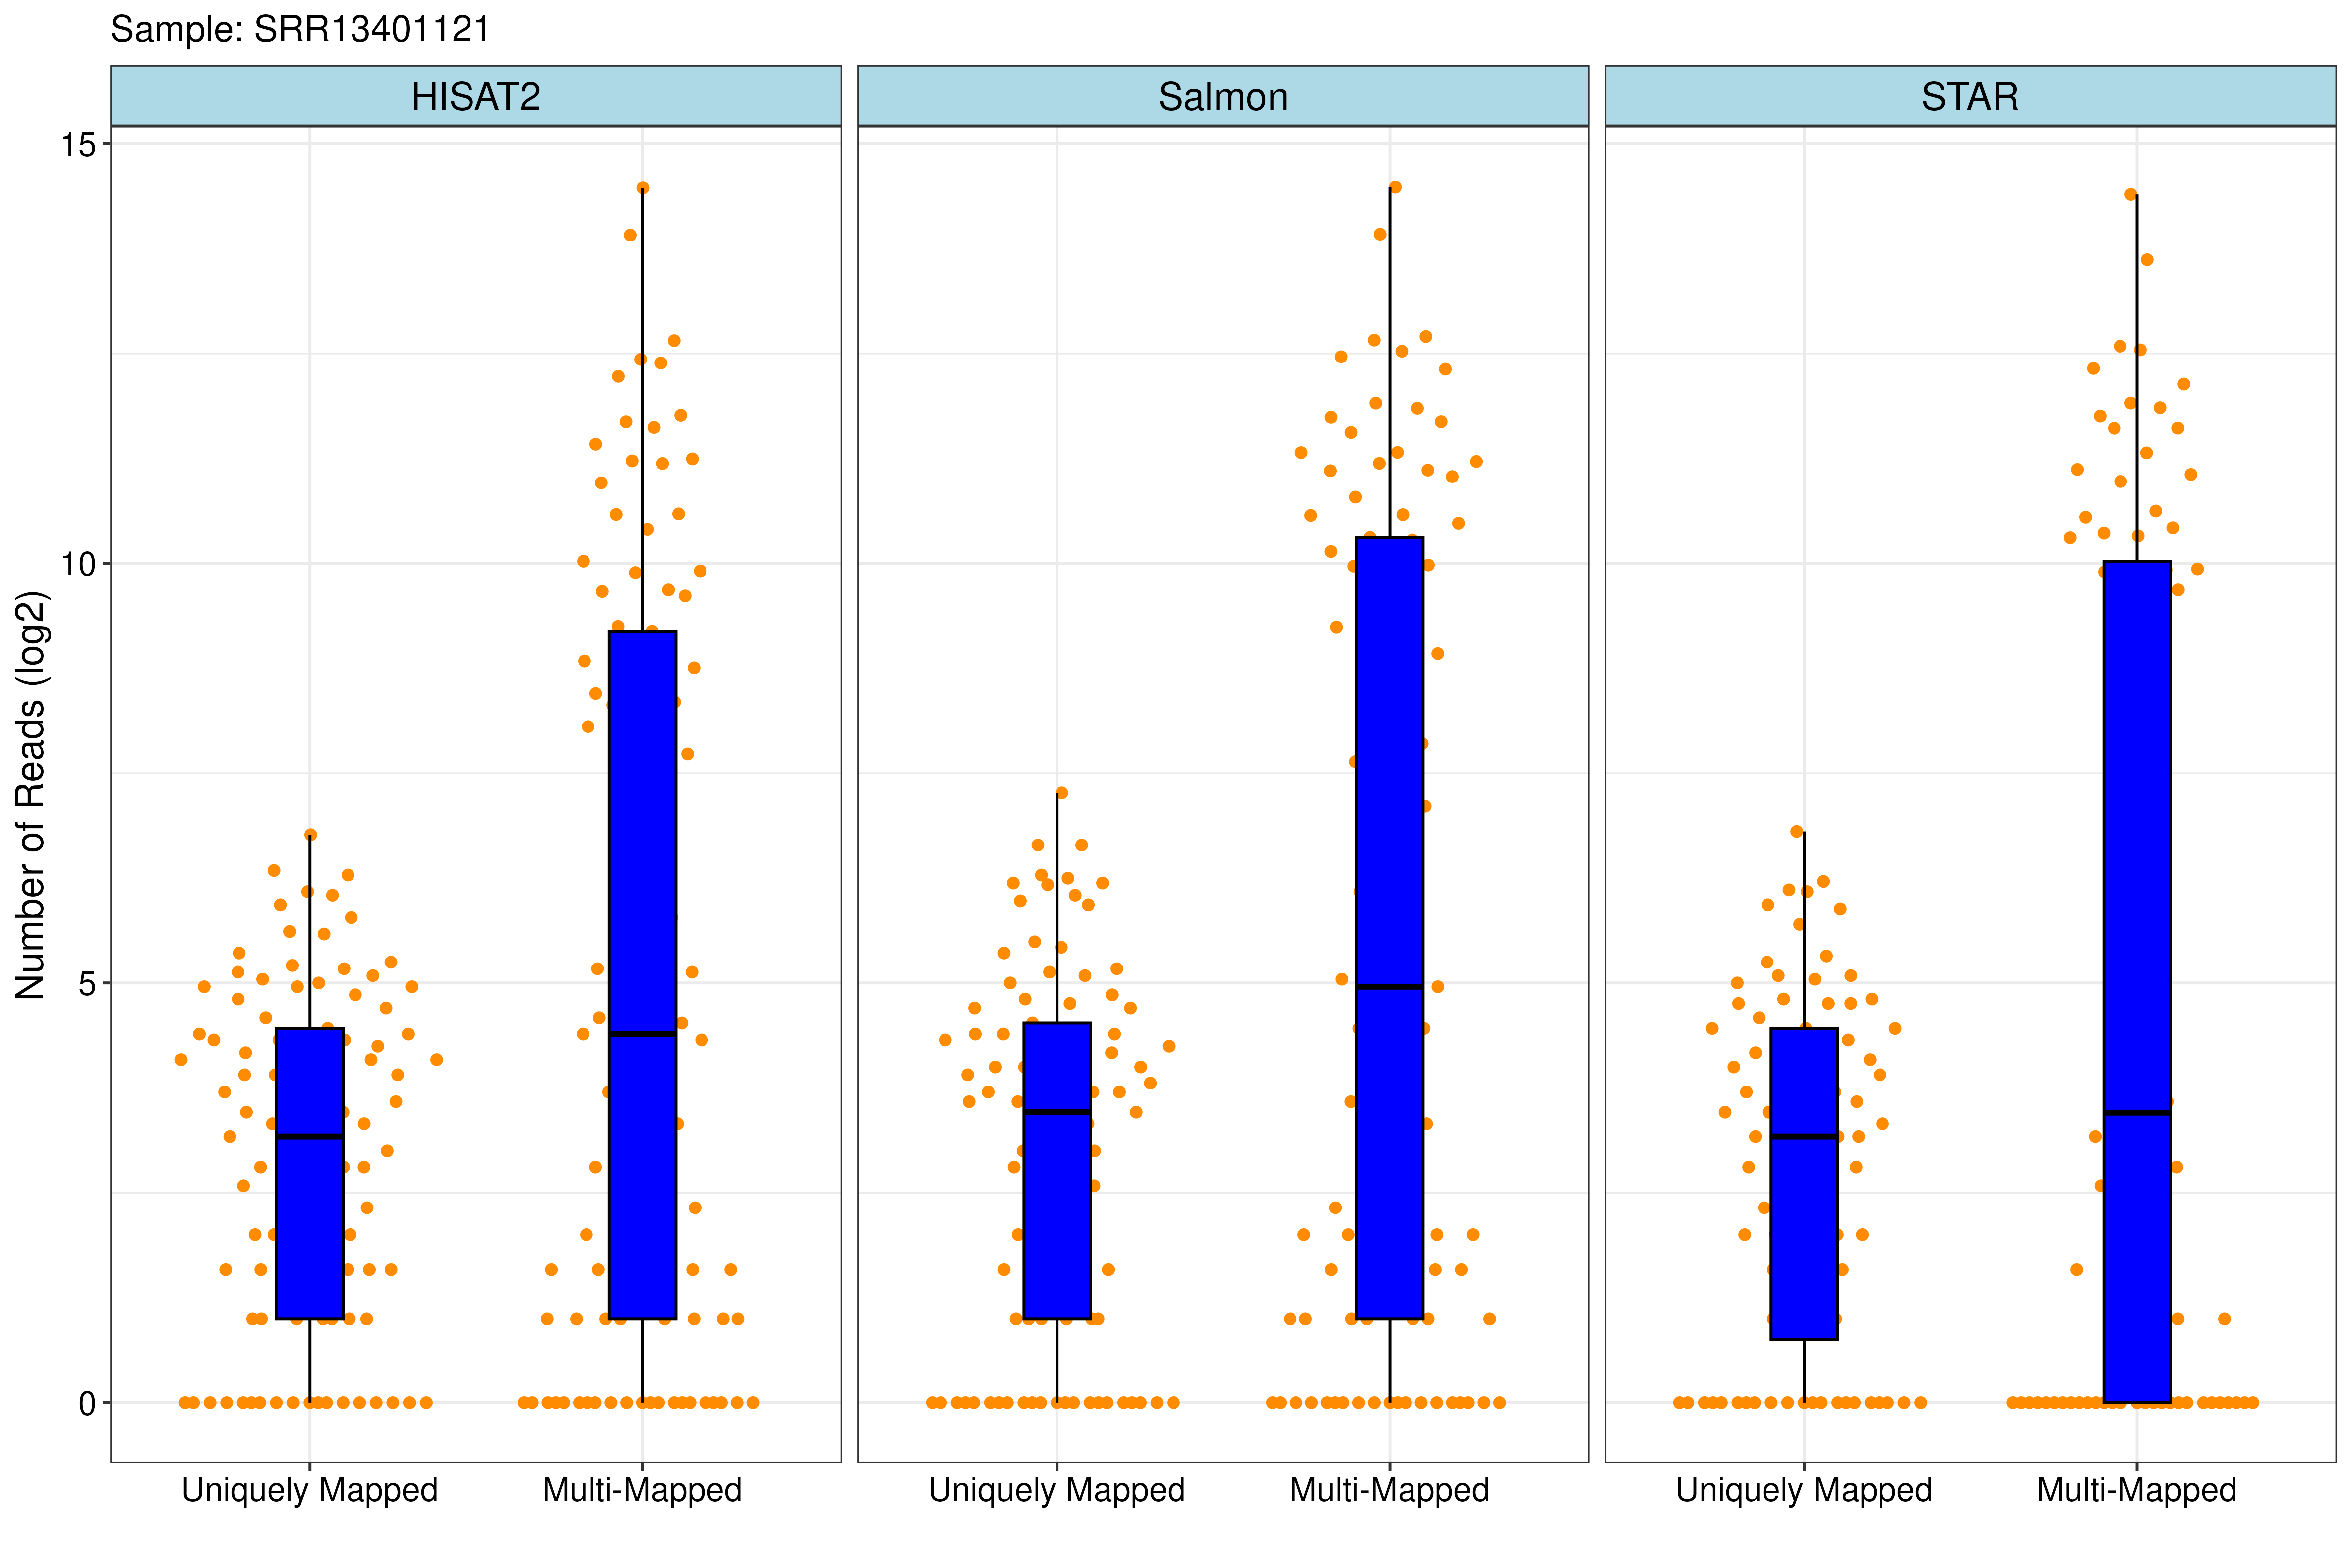 Sample: SRR13401121
HISAT2
Salmon
STAR
Number of Reads (log2)
15
10
5
0
Uniquely Mapped
Multi-Mapped
Uniquely Mapped
Multi-Mapped
Uniquely Mapped
Multi-Mapped